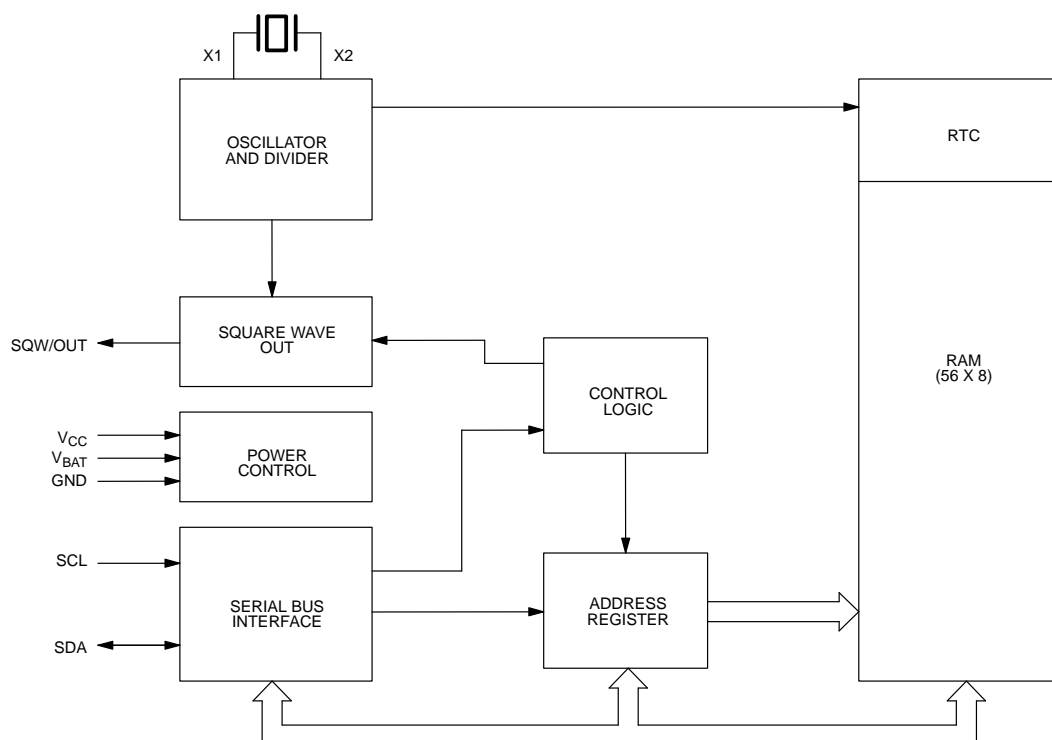 X1
X2
OSCILLATOR
AND DIVIDER
RTC
SQUARE WAVE
OUT
SQW/OUT
CONTROL
LOGIC
RAM
(56 X 8)
VCC
VBAT
GND
POWER
CONTROL
SCL
SDA
SERIAL BUS
INTERFACE
ADDRESS
REGISTER